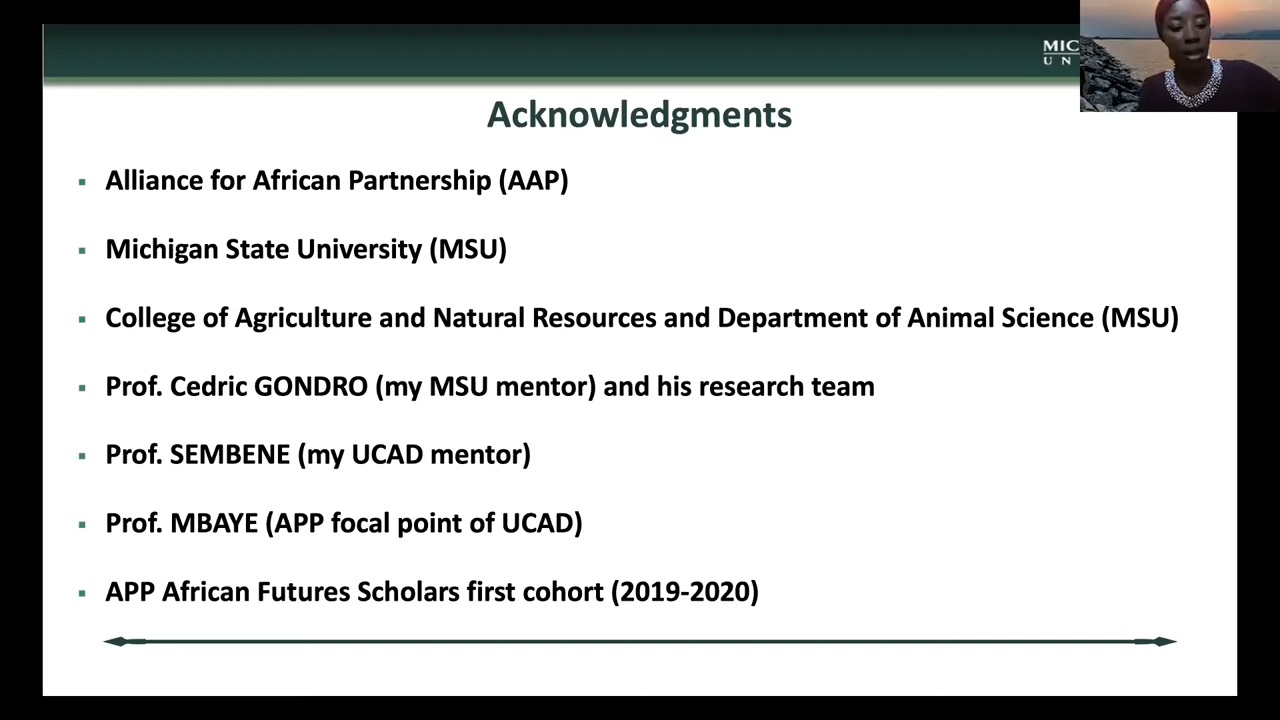 MIC
UN
Acknowledgments
▪ Alliance for African Partnership (AAP)
▪ Michigan State University (MSU)
▪ College of Agriculture and Natural Resources and Department of Animal Science (MSU)
▪ Prof. Cedric GONDRO (my MSU mentor) and his research team
▪ Prof. SEMBENE (my UCAD mentor)
▪ Prof. MBAYE (APP focal point of UCAD)
▪ APP African Futures Scholars first cohort (2019-2020)